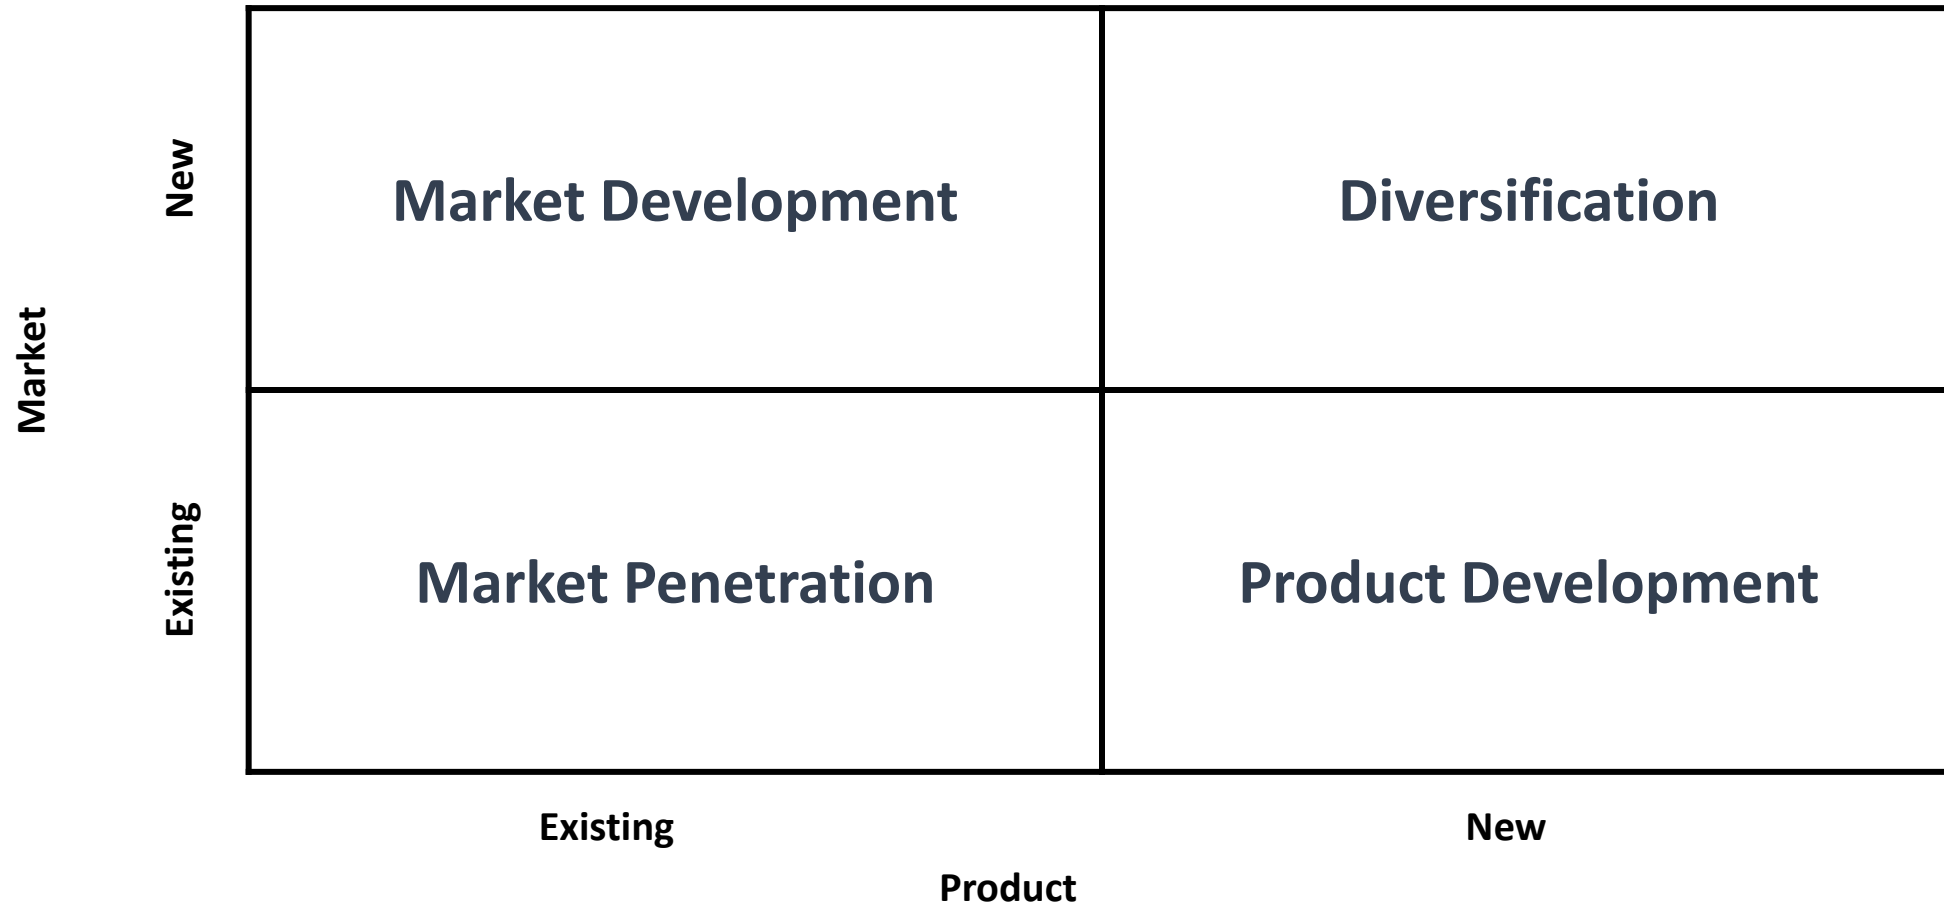 New
Market Development
Diversification
Market
Existing
Market Penetration
Product Development
Existing
New
Product